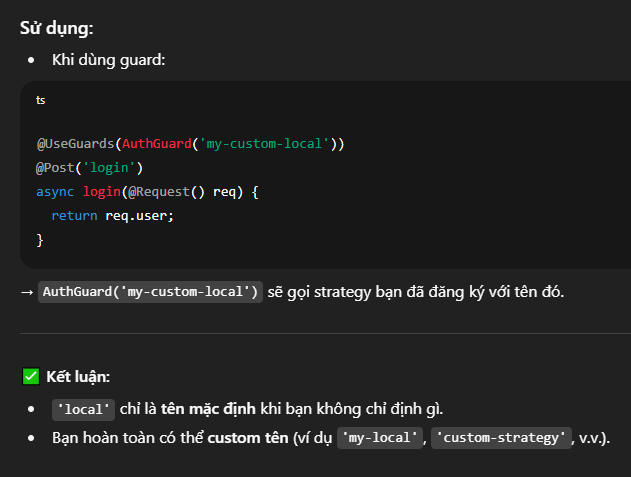 Sử dụng:
• Khi dùng guard:
ts
@UseGuards(AuthGuard('my-custom-local'))
@Post('login')
async login(@Request() req) {
  return req.user;
}
→ AuthGuard('my-custom-local') sẽ gọi strategy bạn đã đăng ký với tên đó.
✅ Kết luận:
• 'local' chỉ là tên mặc định khi bạn không chỉ định gì.
• Bạn hoàn toàn có thể custom tên (ví dụ 'my-local', 'custom-strategy', v.v.).